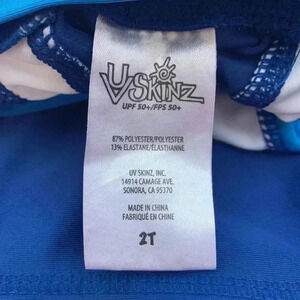 UV SKINZ
UPF 50+/FPS 50+
87% POLYESTER/POLYESTER
13% ELASTANE/ÉLASTHANNE
UV SKINZ, INC.
14914 CAMAGE AVE.
SONORA, CA 95370
MADE IN CHINA
FABRIQUÉ EN CHINE
2T